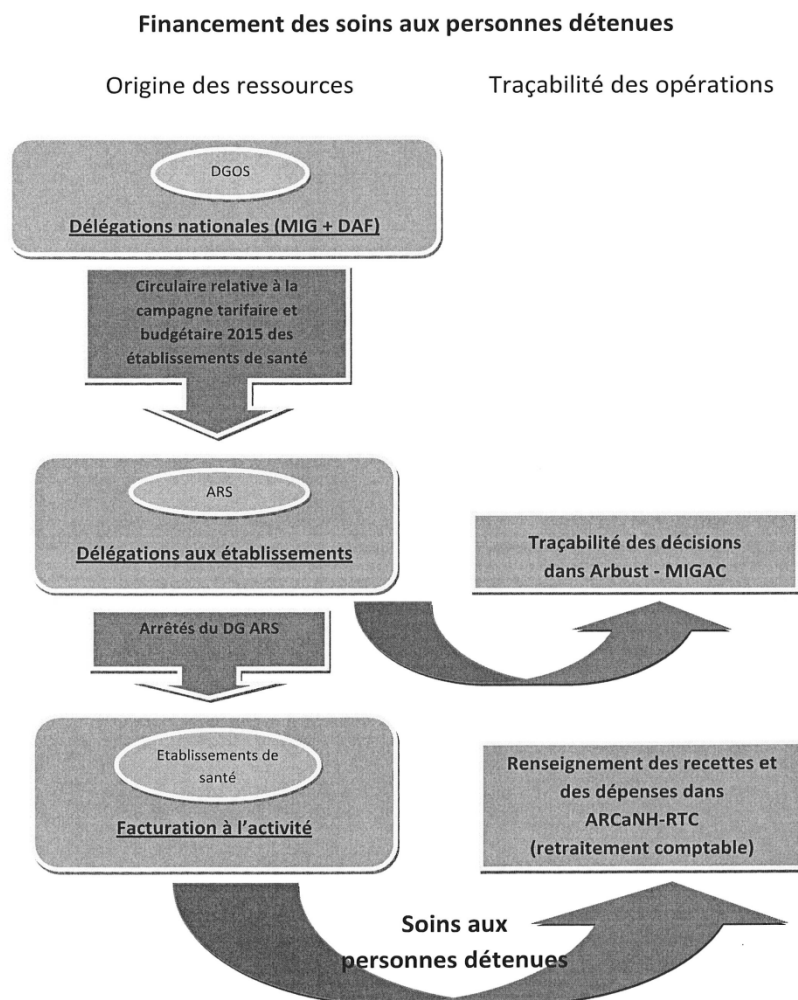 Financement des soins aux personnes détenues
Origine des ressources
Traçabilité des opérations
DGOS
Délégations nationales (MIG + DAF)
Circulaire relative à la
campagne tarifaire et
budgétaire 2015 des
établissements de santé
ARS
Délégations aux établissements
Traçabilité des décisions
dans Arbust - MIGAC
Arrêtés du DG ARS
Etablissements de
santé
Facturation à l'activité
Renseignement des recettes et
des dépenses dans
ARCaNH-RTC
(retraitement comptable)
Soins aux
personnes détenues